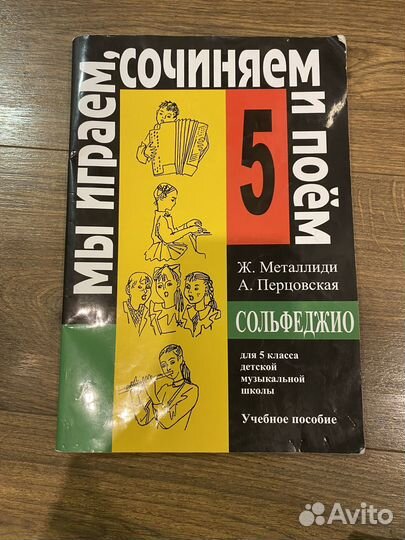 Мы играем,
сочиняем
и поём
5
Ж. Металлиди
А. Перцовская
СОЛЬФЕДЖИО
для 5 класса
детской
музыкальной
школы
Учебное пособие
Avito